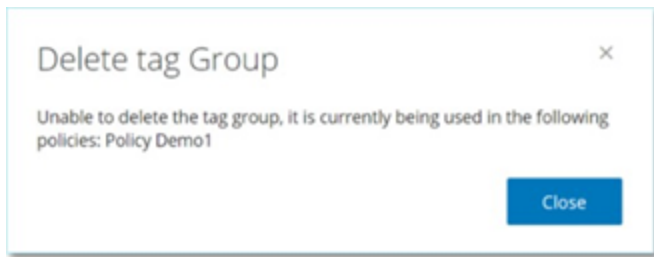 Delete tag Group
Unable to delete the tag group, it is currently being used in the following
policies: Policy Demo1
Close